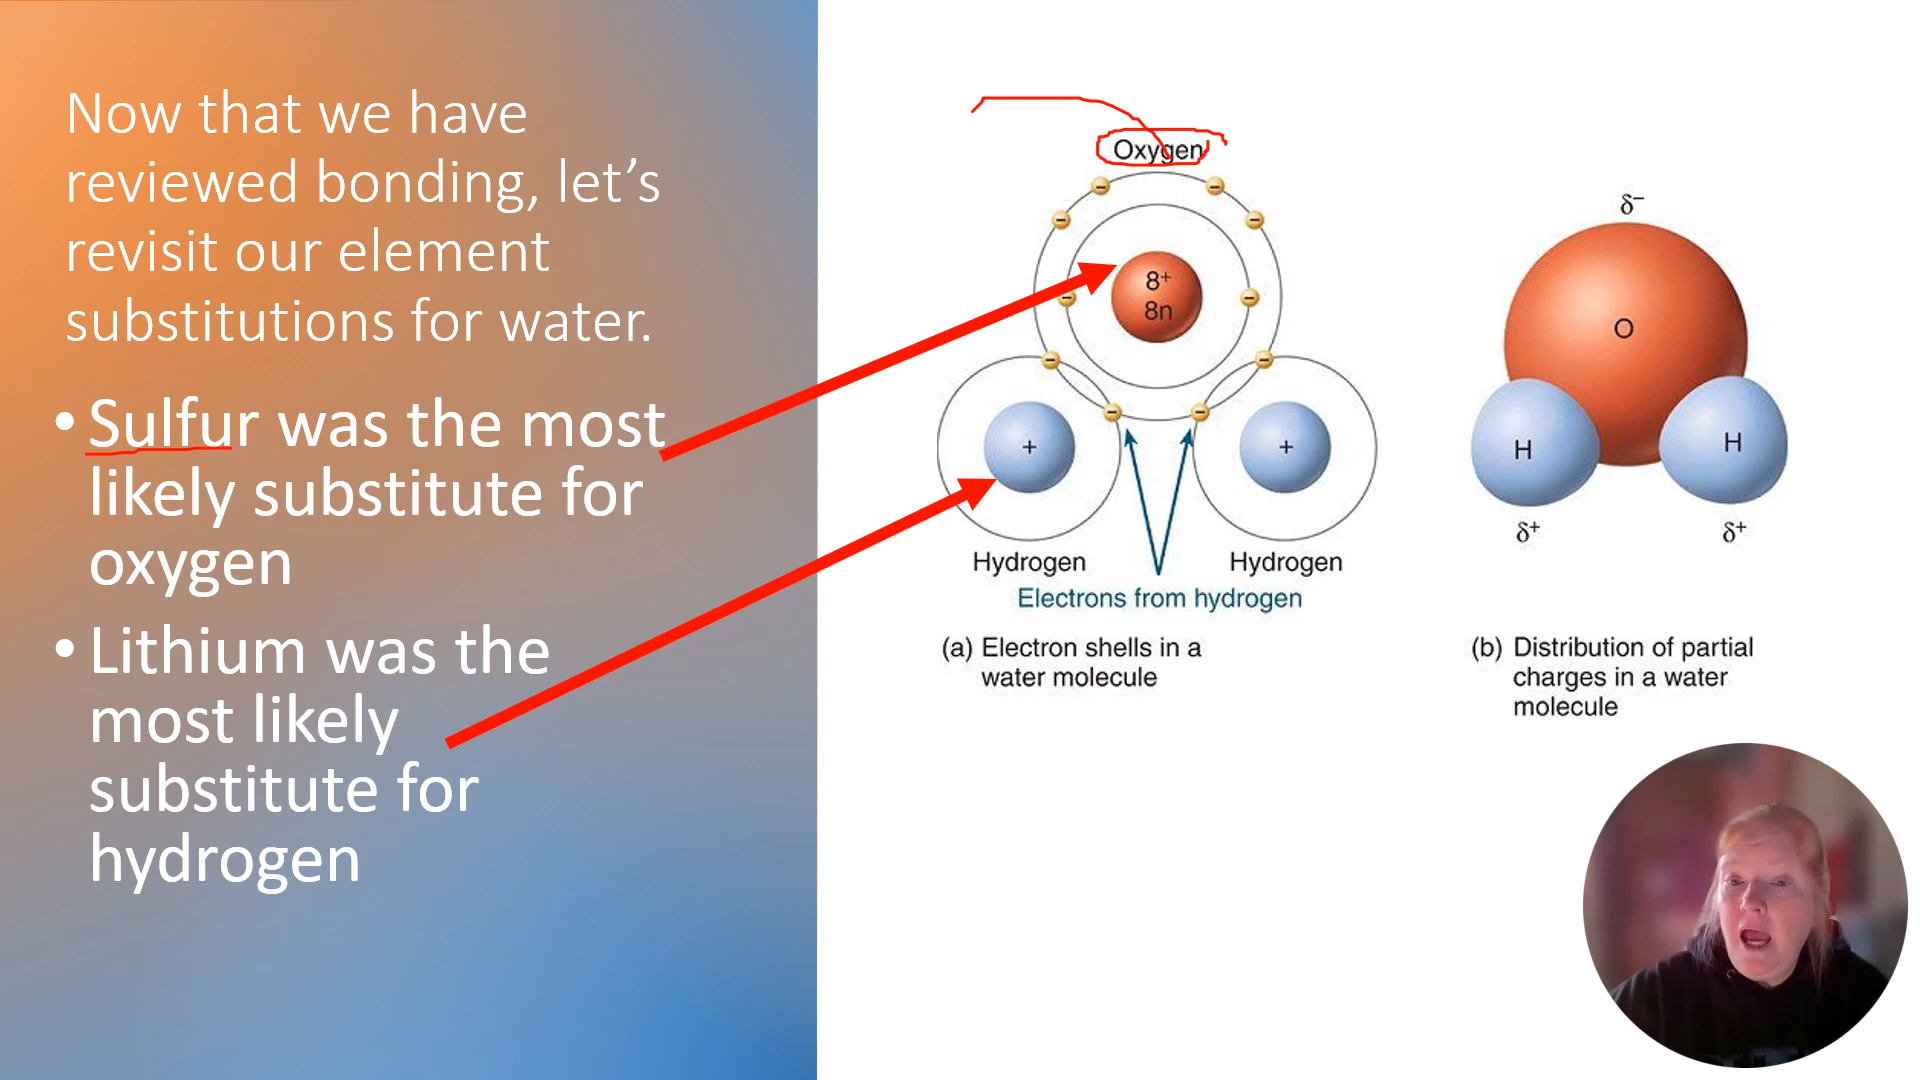 Now that we have
reviewed bonding, let's
revisit our element
substitutions for water.
• Sulfur was the most
likely substitute for
oxygen
• Lithium was the
most likely
substitute for
hydrogen
Oxygen
8+
8n
+
+
Hydrogen
Hydrogen
Electrons from hydrogen
(a) Electron shells in a
water molecule
δ−
O
H
H
δ+
δ+
(b) Distribution of partial
charges in a water
molecule